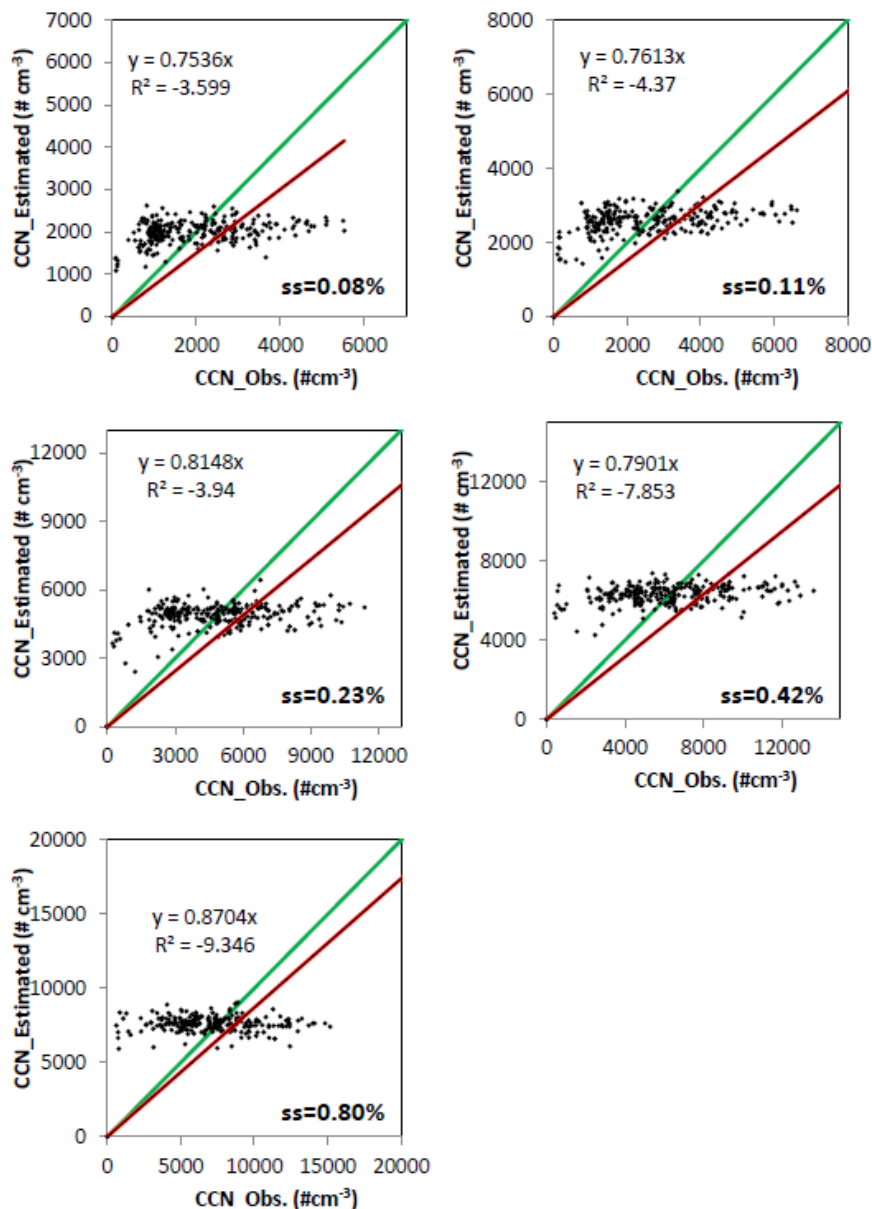 CCN_Estimated (# cm⁻³)
7000
6000
5000
4000
3000
2000
1000
0
y = 0.7536x
R² = -3.599
ss=0.08%
0 2000 4000 6000
CCN_Obs. (#cm⁻³)
CCN_Estimated (# cm⁻³)
8000
6000
4000
2000
0
y = 0.7613x
R² = -4.37
ss=0.11%
0 2000 4000 6000 8000
CCN_Obs. (#cm⁻³)
CCN_Estimated (# cm⁻³)
12000
9000
6000
3000
0
y = 0.8148x
R² = -3.94
ss=0.23%
0 3000 6000 9000 12000
CCN_Obs. (#cm⁻³)
CCN_Estimated (# cm⁻³)
12000
8000
4000
0
y = 0.7901x
R² = -7.853
ss=0.42%
0 4000 8000 12000
CCN_Obs. (#cm⁻³)
CCN_Estimated (# cm⁻³)
20000
15000
10000
5000
0
y = 0.8704x
R² = -9.346
ss=0.80%
0 5000 10000 15000 20000
CCN_Obs. (#cm⁻³)